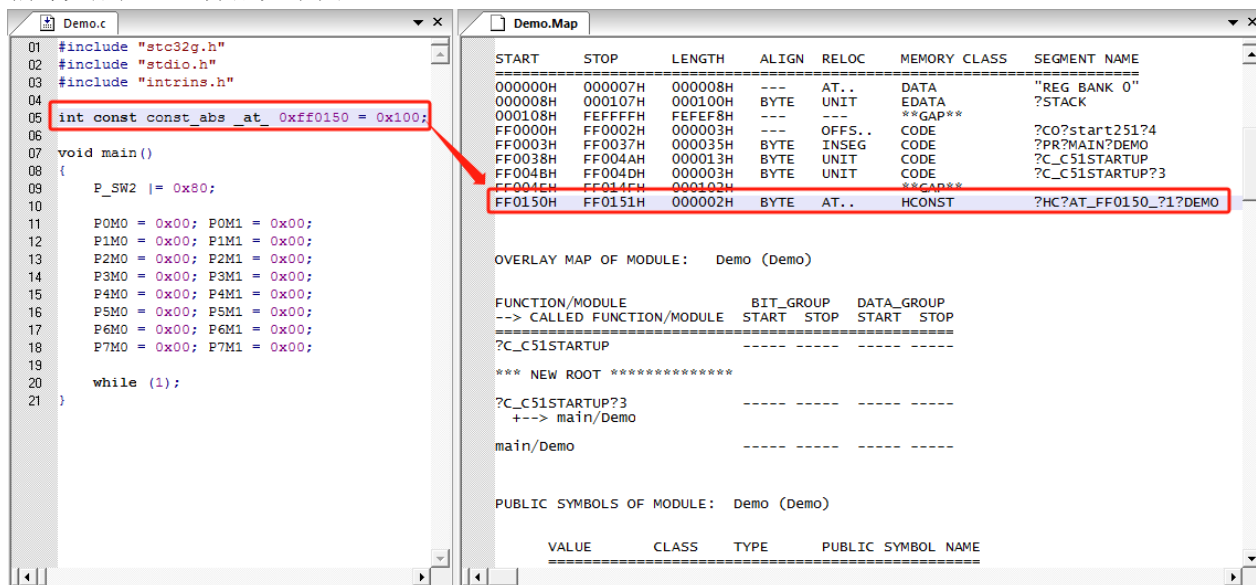 Demo.c
01 #include "stc32g.h"
02 #include "stdio.h"
03 #include "intrins.h"
04
05 int const const_abs _at_ 0xff0150 = 0x100;
06
07 void main()
08 {
09     P_SW2 |= 0x80;
10
11     P0M0 = 0x00; P0M1 = 0x00;
12     P1M0 = 0x00; P1M1 = 0x00;
13     P2M0 = 0x00; P2M1 = 0x00;
14     P3M0 = 0x00; P3M1 = 0x00;
15     P4M0 = 0x00; P4M1 = 0x00;
16     P5M0 = 0x00; P5M1 = 0x00;
17     P6M0 = 0x00; P6M1 = 0x00;
18     P7M0 = 0x00; P7M1 = 0x00;
19
20     while (1);
21 }
Demo.Map
START STOP LENGTH ALIGN RELOC MEMORY CLASS SEGMENT NAME
=========================================================================
000000H 000007H 000008H --- AT.. DATA "REG BANK 0"
000008H 000107H 000100H BYTE UNIT EDATA ?STACK
000108H FEFFFFH FEFEF8H --- --- **GAP**
FF0000H FF0002H 000003H --- OFFS.. CODE ?CO?start251?4
FF0003H FF0037H 000035H BYTE INSEG CODE ?PR?MAIN?DEMO
FF0038H FF004AH 000013H BYTE UNIT CODE ?C_C51STARTUP
FF004BH FF004DH 000003H BYTE UNIT CODE ?C_C51STARTUP?3
FF004EH FF014FH 000102H --- --- **GAP**
FF0150H FF0151H 000002H BYTE AT.. HCONST ?HC?AT_FF0150_?1?DEMO
OVERLAY MAP OF MODULE: Demo (Demo)
FUNCTION/MODULE BIT_GROUP DATA_GROUP
--> CALLED FUNCTION/MODULE START STOP START STOP
====================================================
?C_C51STARTUP ----- ----- ----- -----
*** NEW ROOT **************
?C_C51STARTUP?3 ----- ----- ----- -----
+--> main/Demo
main/Demo ----- ----- ----- -----
PUBLIC SYMBOLS OF MODULE: Demo (Demo)
VALUE CLASS TYPE PUBLIC SYMBOL NAME
=================================================